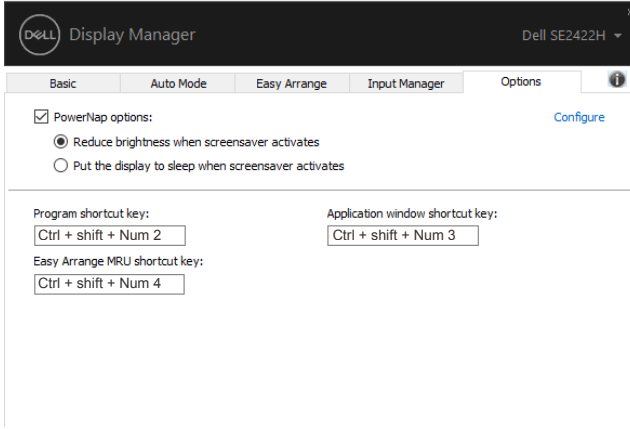 DELL Display Manager
Dell SE2422H
Basic Auto Mode Easy Arrange Input Manager Options
PowerNap options:
Configure
Reduce brightness when screensaver activates
Put the display to sleep when screensaver activates
Program shortcut key:
Application window shortcut key:
Ctrl + shift + Num 2
Ctrl + shift + Num 3
Easy Arrange MRU shortcut key:
Ctrl + shift + Num 4